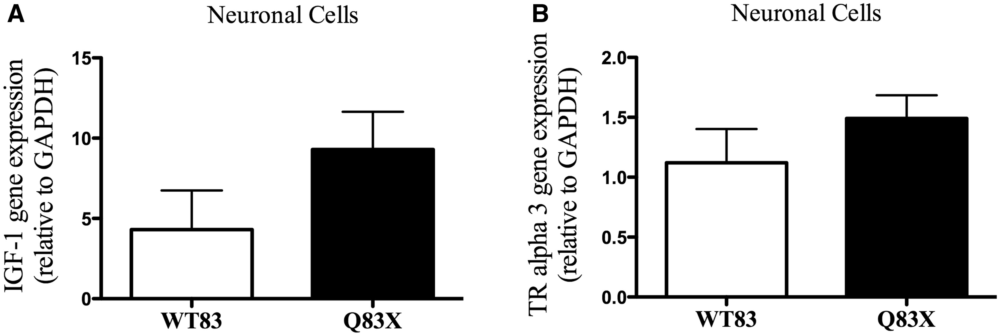 A
Neuronal Cells
IGF-1 gene expression
(relative to GAPDH)
15
10
5
0
WT83
Q83X
B
Neuronal Cells
TR alpha 3 gene expression
(relative to GAPDH)
2.0
1.5
1.0
0.5
0.0
WT83
Q83X